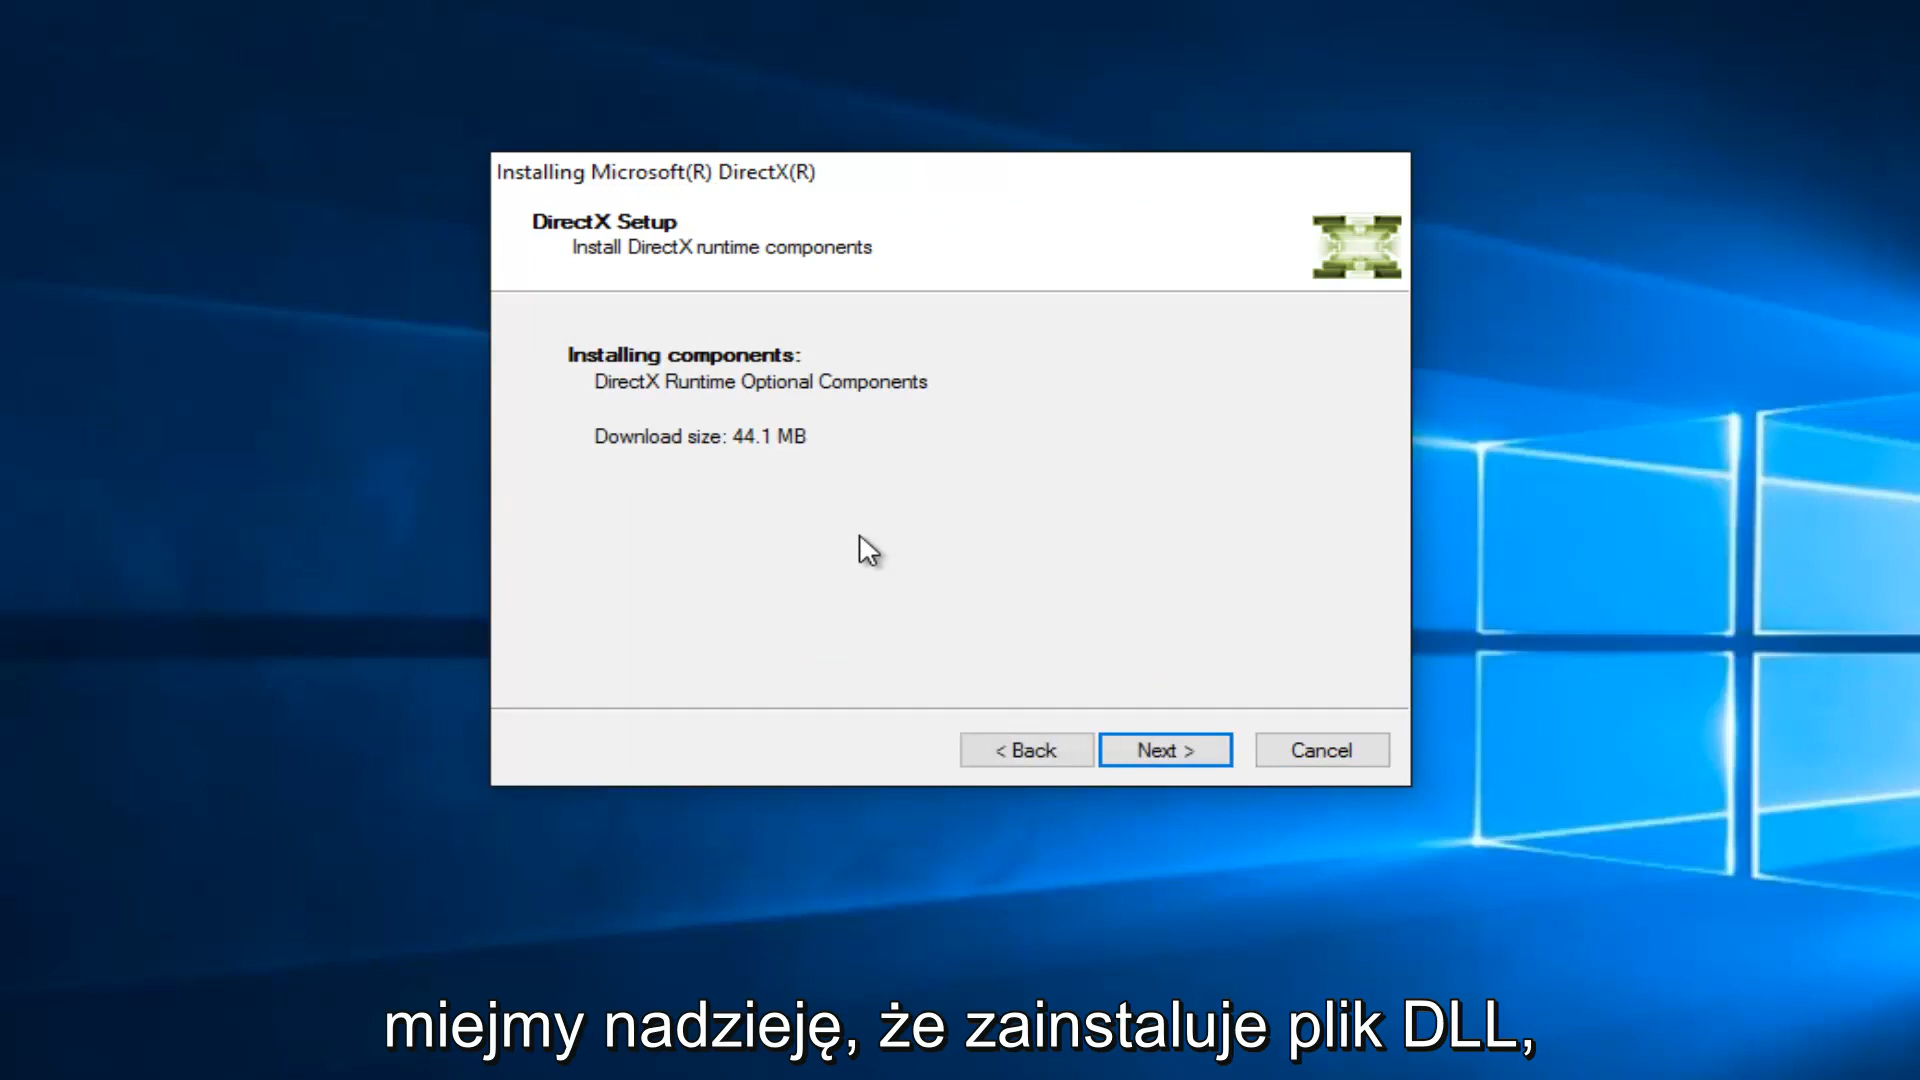 Installing Microsoft(R) DirectX(R)
DirectX Setup
Install DirectX runtime components
Installing components:
DirectX Runtime Optional Components
Download size: 44.1 MB
< Back
Next >
Cancel
miejmy nadzieję, że zainstaluje plik DLL,